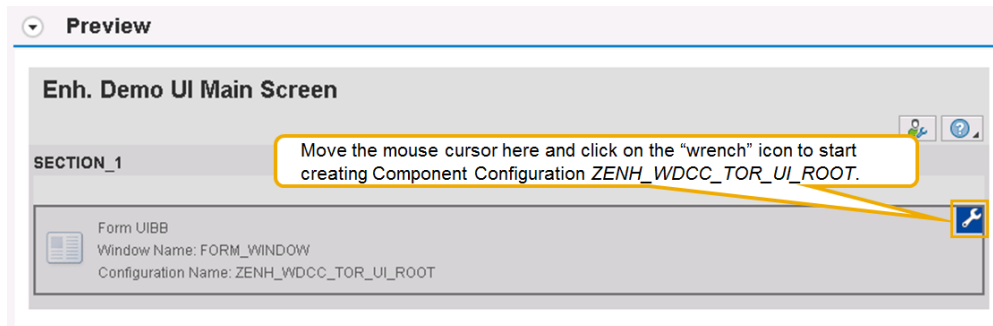 Preview
Enh. Demo UI Main Screen
SECTION_1
Move the mouse cursor here and click on the “wrench” icon to start
creating Component Configuration ZENH_WDCC_TOR_UI_ROOT.
Form UIBB
Window Name: FORM_WINDOW
Configuration Name: ZENH_WDCC_TOR_UI_ROOT